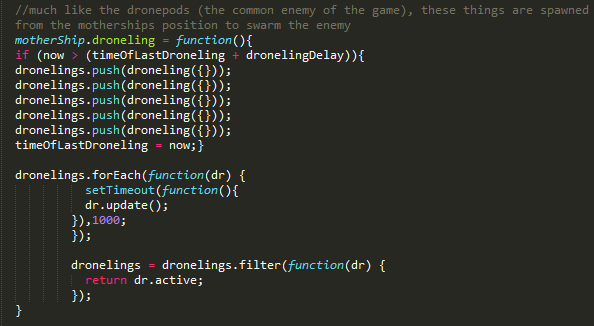 //much like the dronepods (the common enemy of the game), these things are spawned
from the motherships position to swarm the enemy
motherShip.droneling = function(){
if (now > (timeOfLastDroneling + dronelingDelay)){
dronelings.push(droneling({}));
dronelings.push(droneling({}));
dronelings.push(droneling({}));
dronelings.push(droneling({}));
dronelings.push(droneling({}));
timeOfLastDroneling = now;}

dronelings.forEach(function(dr) {
setTimeout(function(){
dr.update();
}),1000;
});

dronelings = dronelings.filter(function(dr) {
return dr.active;
});
}